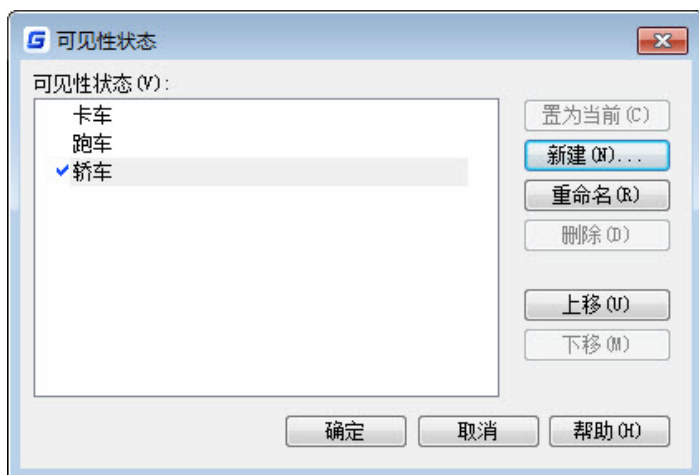 可见性状态
可见性状态(V):
卡车
跑车
轿车
置为当前(C)
新建(N)...
重命名(R)
删除(D)
上移(U)
下移(M)
确定
取消
帮助(H)